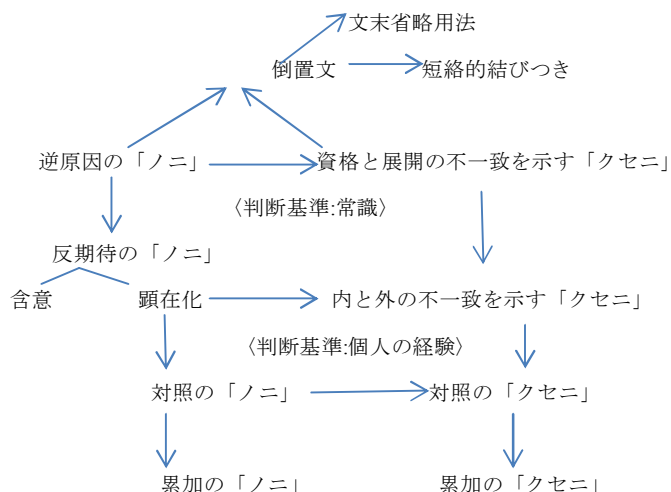 文末省略用法
倒置文 短絡的結びつき
逆原因の「ノニ」 資格と展開の不一致を示す「クセニ」
〈判断基準:常識〉
反期待の「ノニ」
含意 顕在化 内と外の不一致を示す「クセニ」
〈判断基準:個人の経験〉
対照の「ノニ」 対照の「クセニ」
累加の「ノニ」 累加の「クセニ」